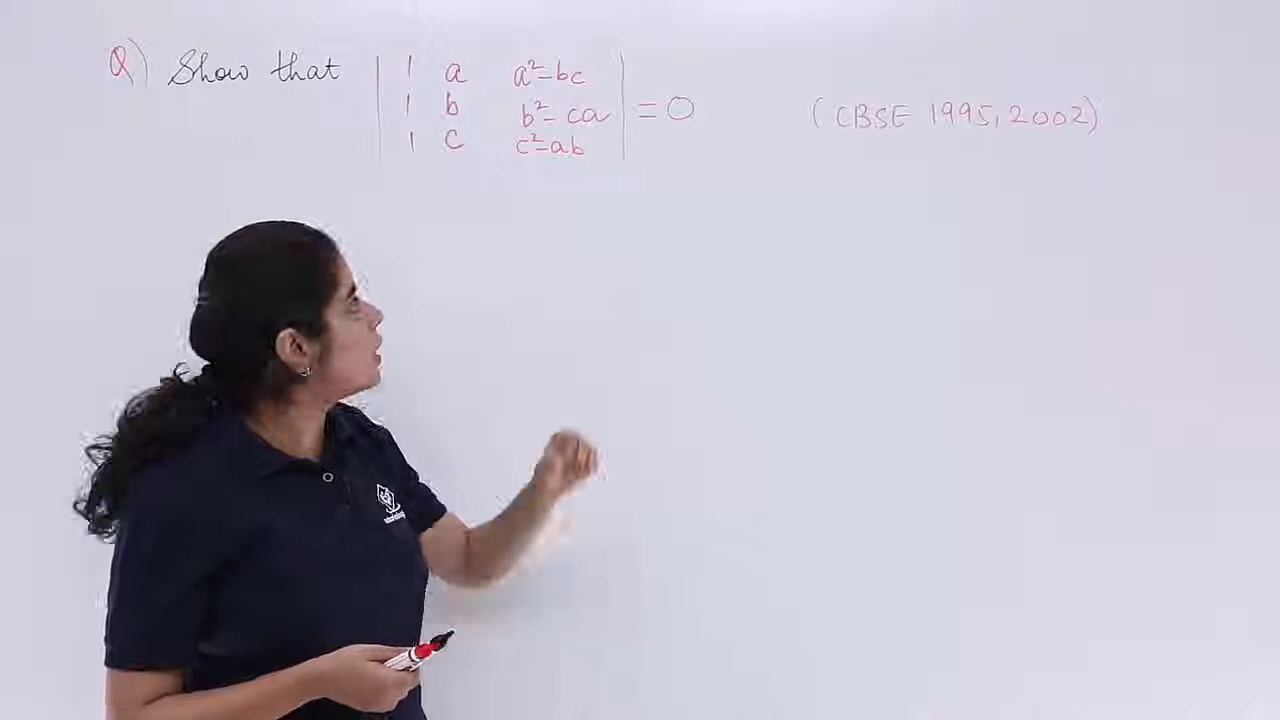 Q) Show that | 1 a a²-bc |
| 1 b b²-ca | = 0 (CBSE 1995, 2002)
| 1 c c²-ab |